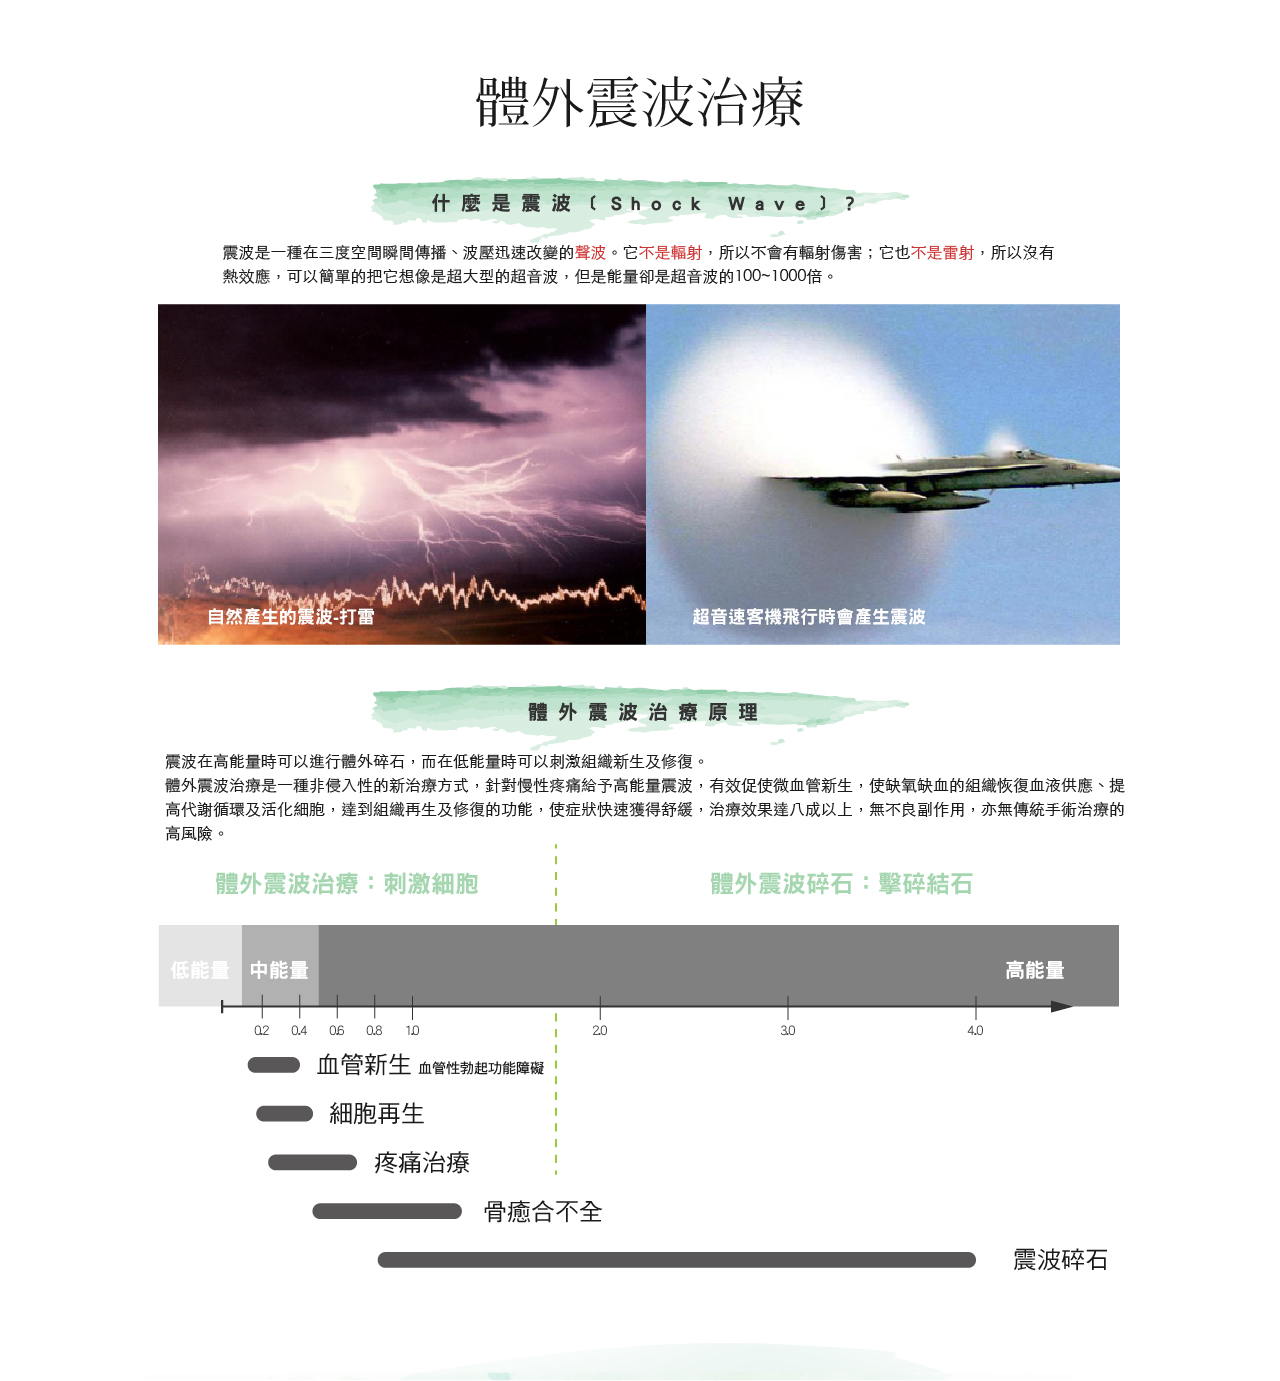 體外震波治療
什麼是震波〔Shock Wave〕?
震波是一種在三度空間瞬間傳播、波壓迅速改變的聲波。它不是輻射，所以不會有輻射傷害；它也不是雷射，所以沒有
熱效應，可以簡單的把它想像是超大型的超音波，但是能量卻是超音波的100~1000倍。
自然產生的震波-打雷
超音速客機飛行時會產生震波
體外震波治療原理
震波在高能量時可以進行體外碎石，而在低能量時可以刺激組織新生及修復。
體外震波治療是一種非侵入性的新治療方式，針對慢性疼痛給予高能量震波，有效促使微血管新生，使缺氧缺血的組織恢復血液供應、提
高代謝循環及活化細胞，達到組織再生及修復的功能，使症狀快速獲得舒緩，治療效果達八成以上，無不良副作用，亦無傳統手術治療的
高風險。
體外震波治療：刺激細胞
體外震波碎石：擊碎結石
低能量
中能量
高能量
0.2
0.4
0.6
0.8
1.0
2.0
3.0
4.0
血管新生 血管性勃起功能障礙
細胞再生
疼痛治療
骨癒合不全
震波碎石